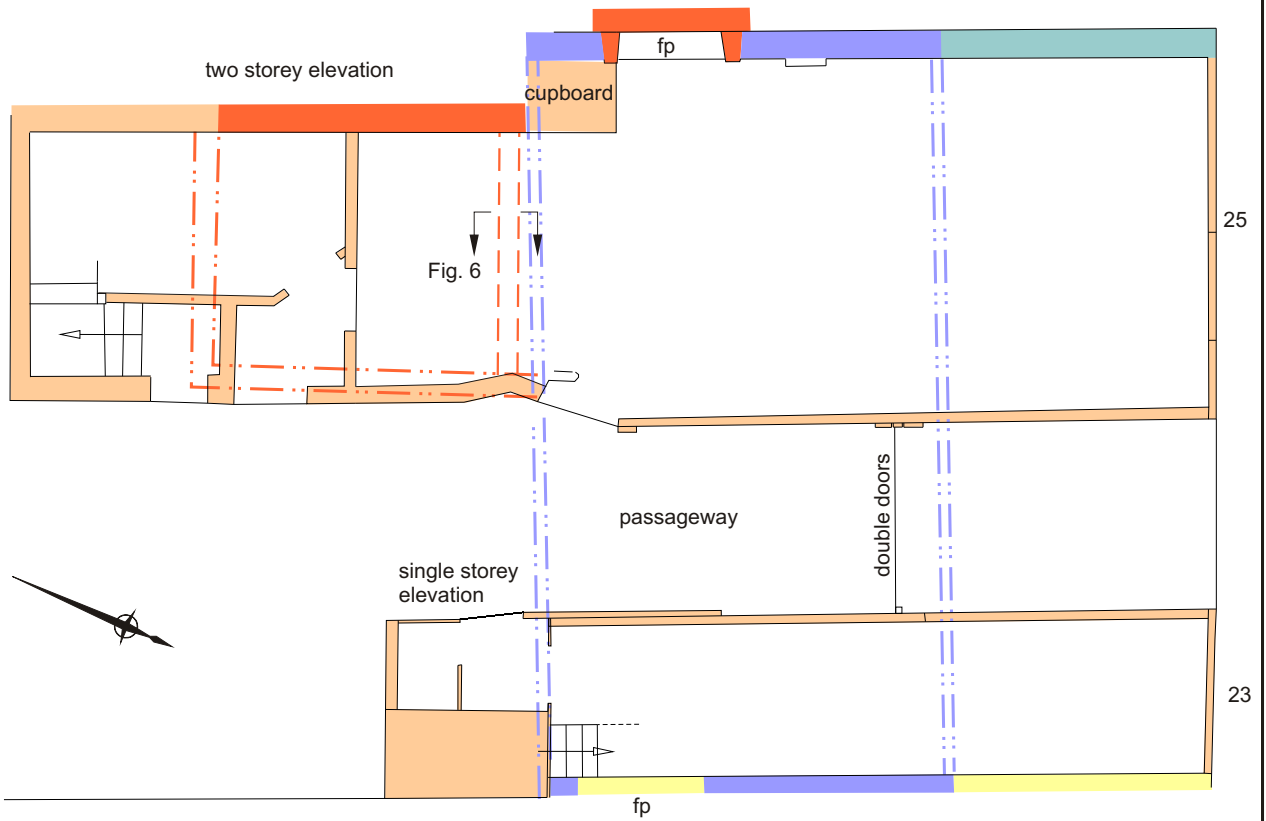 fp
two storey elevation
cupboard
25
Fig. 6
double doors
passageway
single storey
elevation
23
fp